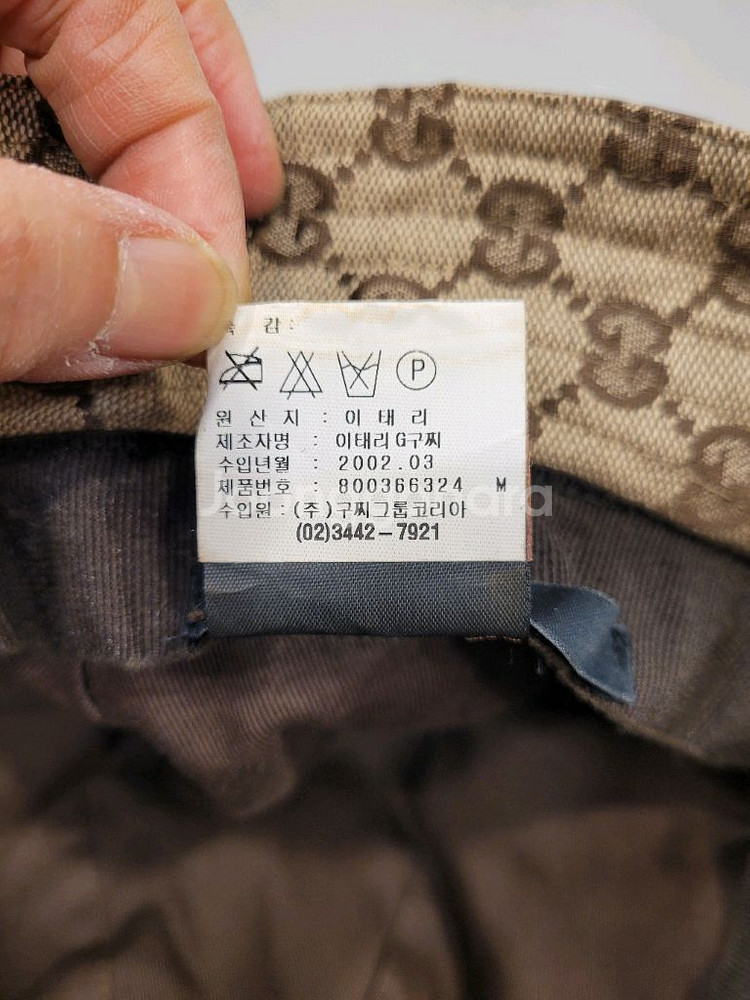 감 :
P
원 산 지 : 이 태 리
제조자명 : 이태리 G구찌
수입년월 : 2002.03
제품번호 : 800366324 M
수입원 : (주)구찌그룹코리아
(02)3442-7921